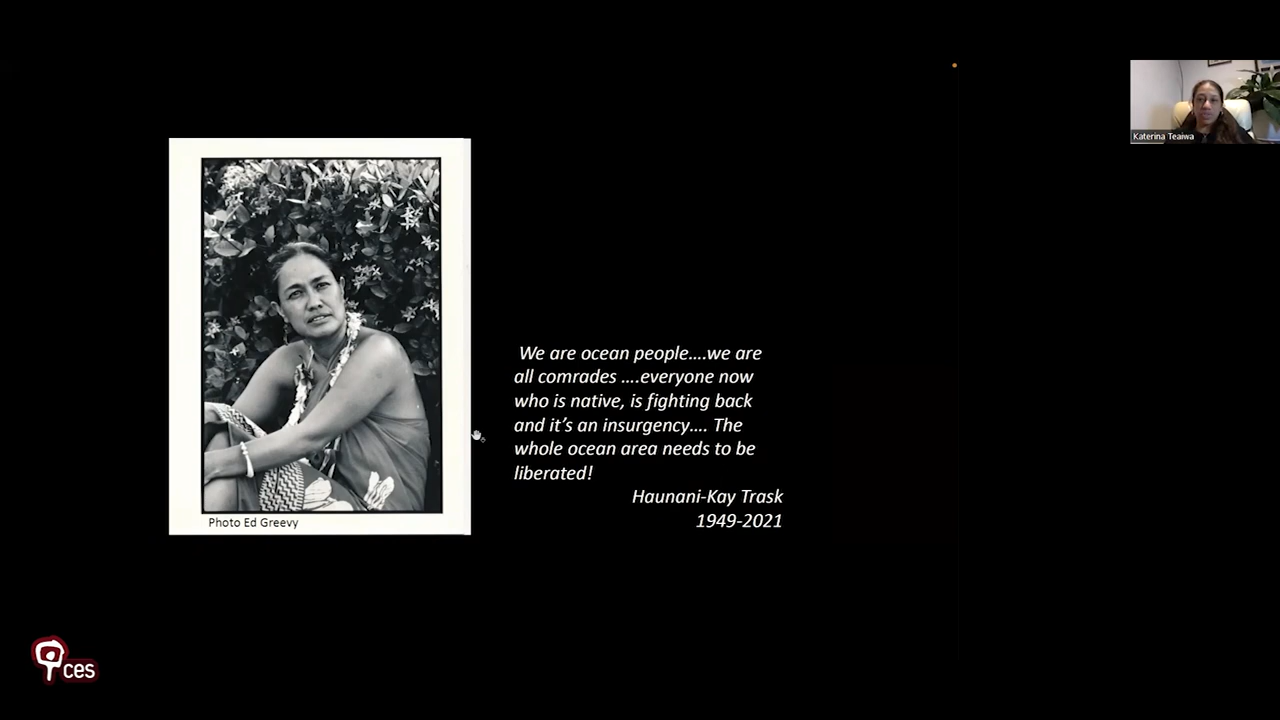 Katerina Teaiwa
We are ocean people....we are
all comrades ....everyone now
who is native, is fighting back
and it’s an insurgency.... The
whole ocean area needs to be
liberated!
Haunani-Kay Trask
1949-2021
Photo Ed Greevy
ces